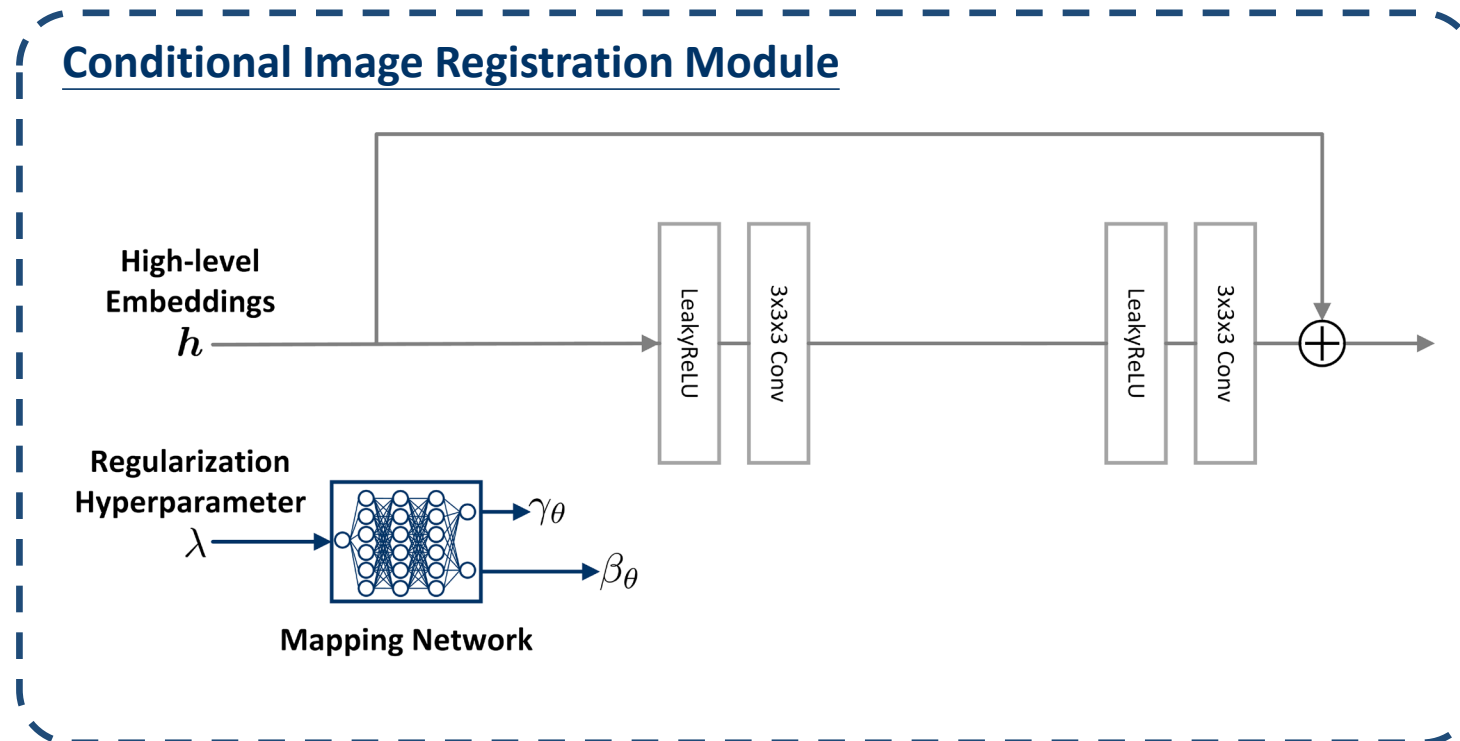 Conditional Image Registration Module
High-level
Embeddings
h
LeakyReLU
3x3x3 Conv
LeakyReLU
3x3x3 Conv
Regularization
Hyperparameter
λ
γθ
βθ
Mapping Network